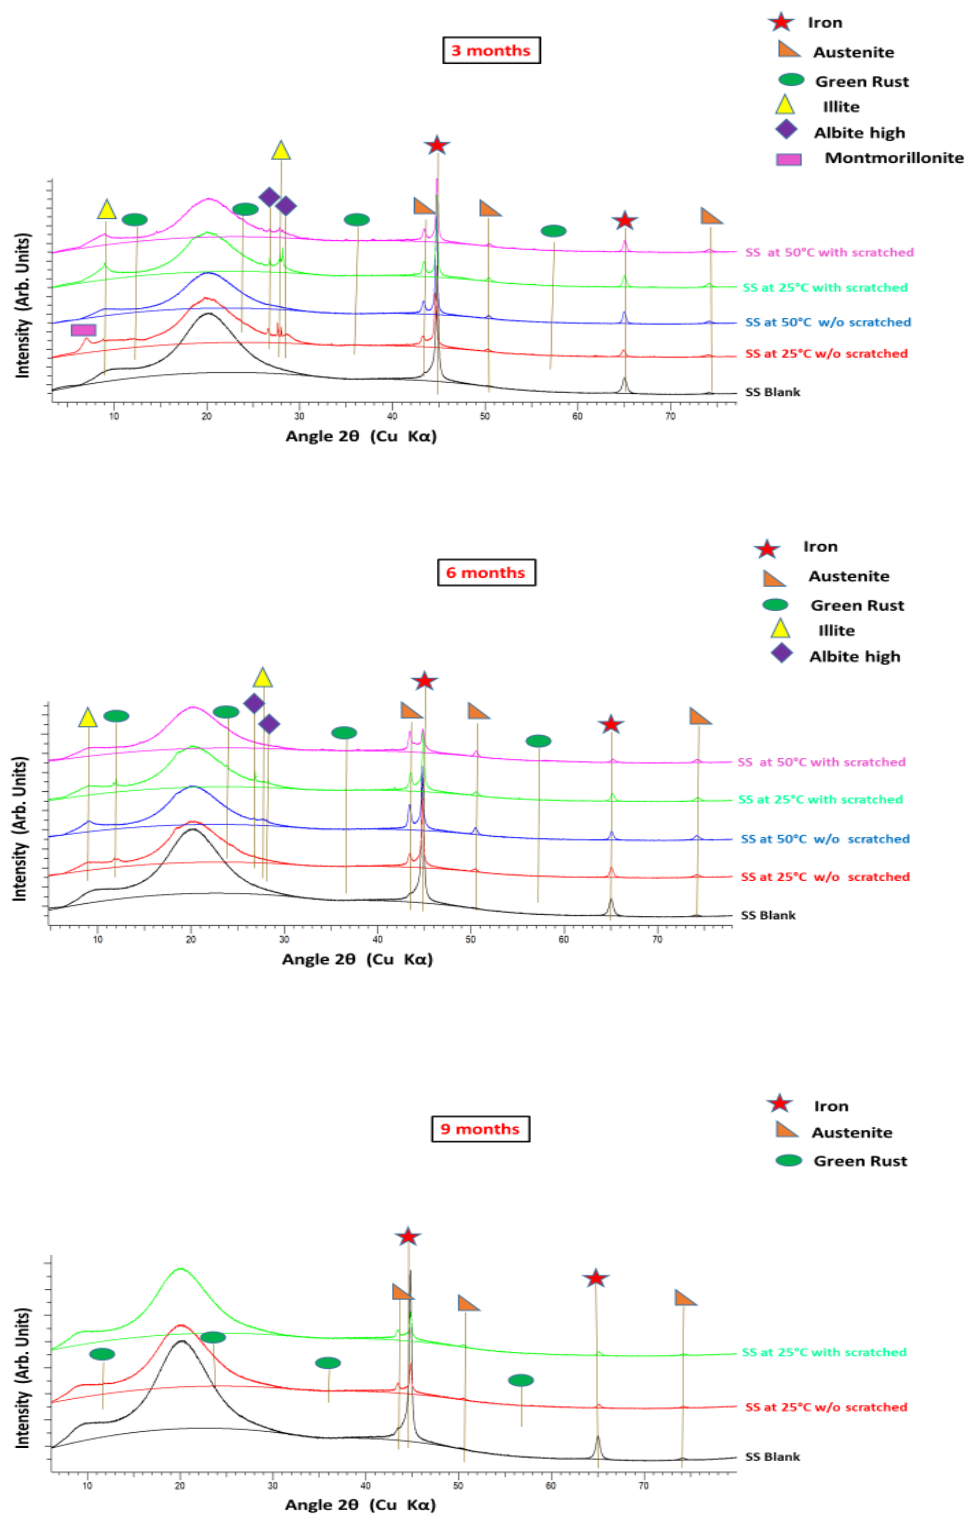 3 months
Iron
Austenite
Green Rust
Illite
Albite high
Montmorillonite
Intensity (Arb. Units)
SS at 50°C with scratched
SS at 25°C with scratched
SS at 50°C w/o scratched
SS at 25°C w/o scratched
SS Blank
10 20 30 40 50 60 70
Angle 2θ (Cu Kα)
6 months
Iron
Austenite
Green Rust
Illite
Albite high
Intensity (Arb. Units)
SS at 50°C with scratched
SS at 25°C with scratched
SS at 50°C w/o scratched
SS at 25°C w/o scratched
SS Blank
10 20 30 40 50 60 70
Angle 2θ (Cu Kα)
9 months
Iron
Austenite
Green Rust
Intensity (Arb. Units)
SS at 25°C with scratched
SS at 25°C w/o scratched
SS Blank
10 20 30 40 50 60 70
Angle 2θ (Cu Kα)